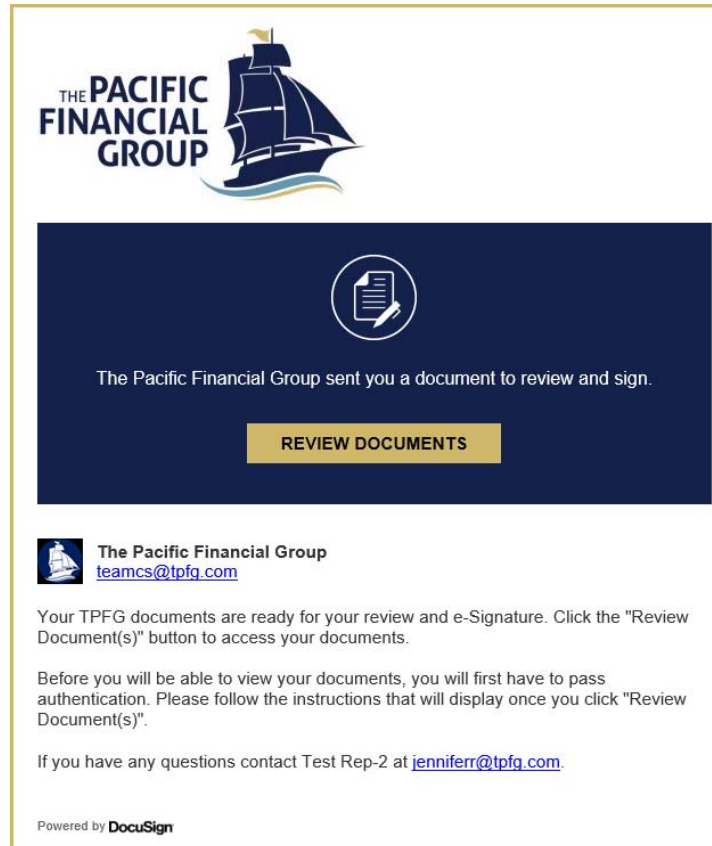 THE PACIFIC
FINANCIAL
GROUP
The Pacific Financial Group sent you a document to review and sign.
REVIEW DOCUMENTS
The Pacific Financial Group
teamcs@tpfg.com
Your TPFG documents are ready for your review and e-Signature. Click the "Review
Document(s)" button to access your documents.
Before you will be able to view your documents, you will first have to pass
authentication. Please follow the instructions that will display once you click "Review
Document(s)".
If you have any questions contact Test Rep-2 at jenniferr@tpfg.com.
Powered by DocuSign